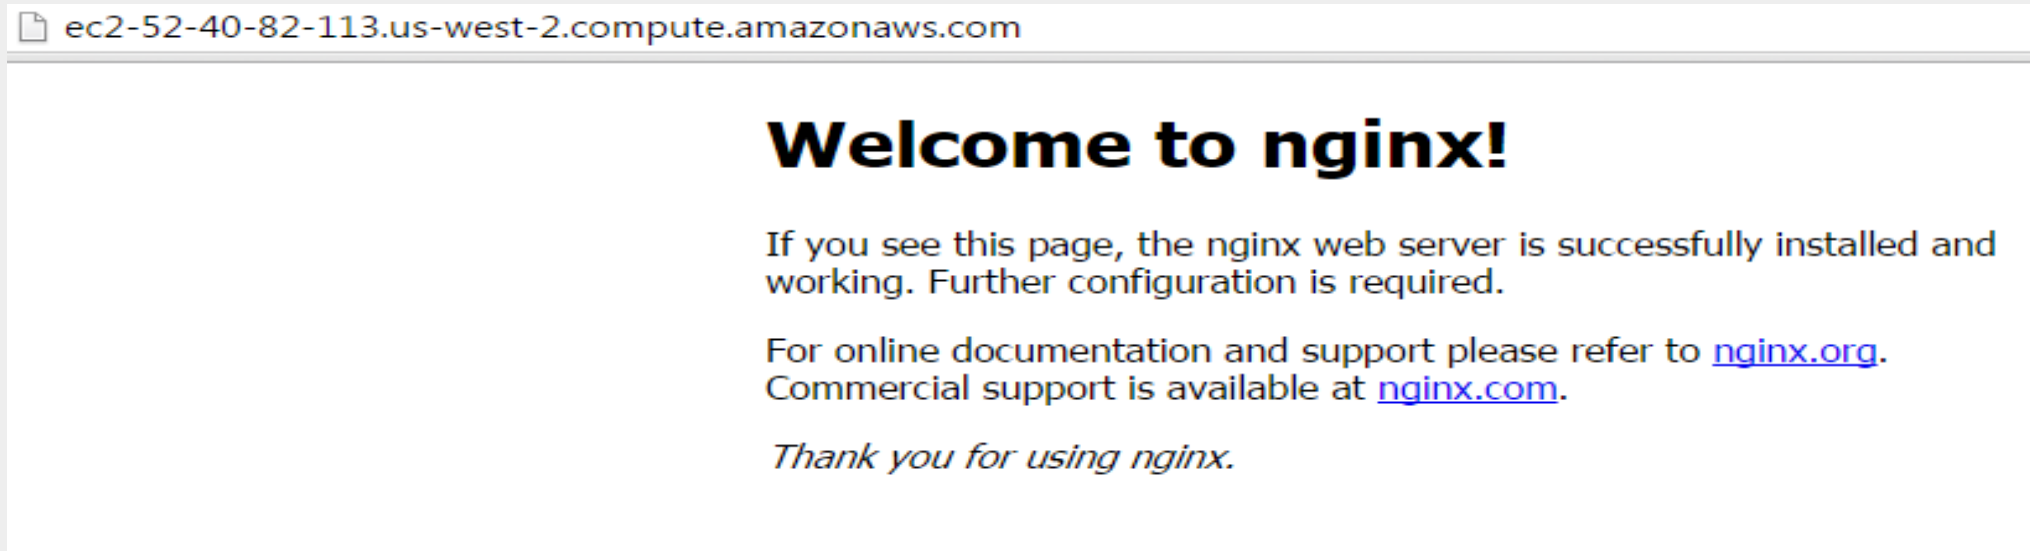 ec2-52-40-82-113.us-west-2.compute.amazonaws.com
Welcome to nginx!
If you see this page, the nginx web server is successfully installed and
working. Further configuration is required.
For online documentation and support please refer to nginx.org.
Commercial support is available at nginx.com.
Thank you for using nginx.